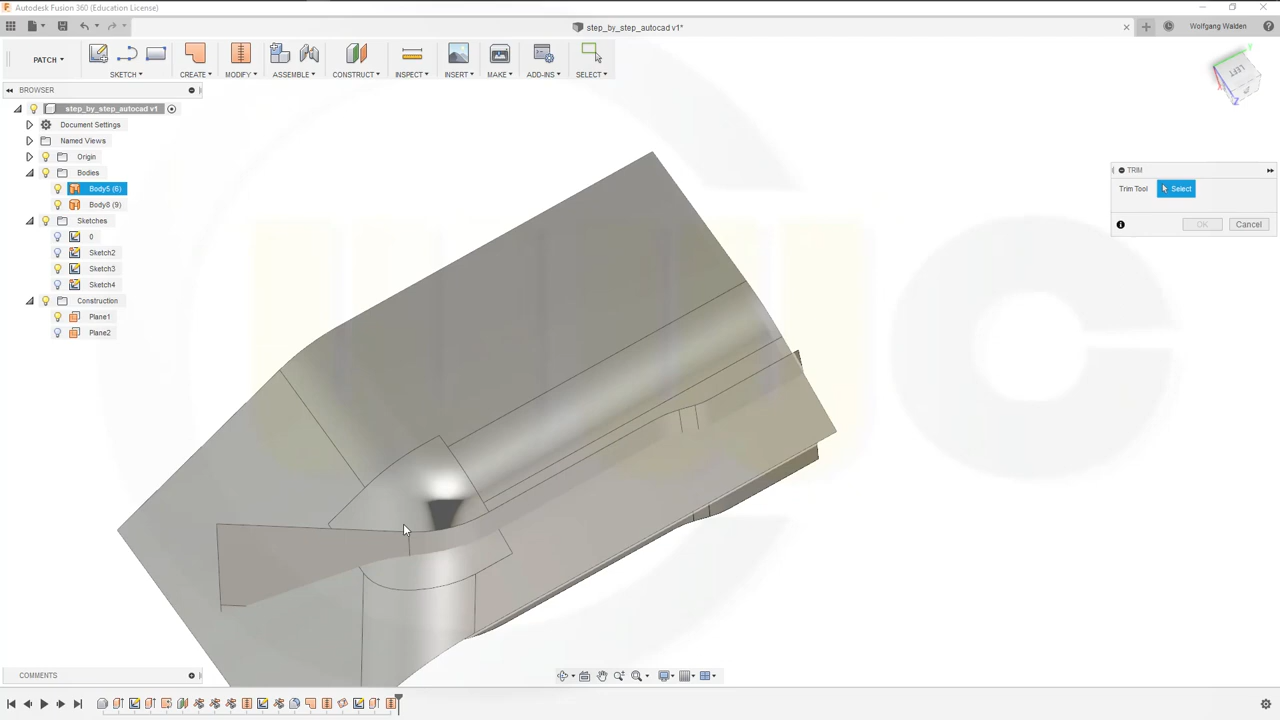 Autodesk Fusion 360 (Education License)
step_by_step_autocad v1*
Wolfgang Walden
PATCH
SKETCH
CREATE
MODIFY
ASSEMBLE
CONSTRUCT
INSPECT
INSERT
MAKE
ADD-INS
SELECT
BROWSER
step_by_step_autocad v1
Document Settings
Named Views
Origin
Bodies
Body5 (6)
Body8 (9)
Sketches
0
Sketch2
Sketch3
Sketch4
Construction
Plane1
Plane2
LEFT
Y
Z
TRIM
Trim Tool
Select
OK
Cancel
COMMENTS